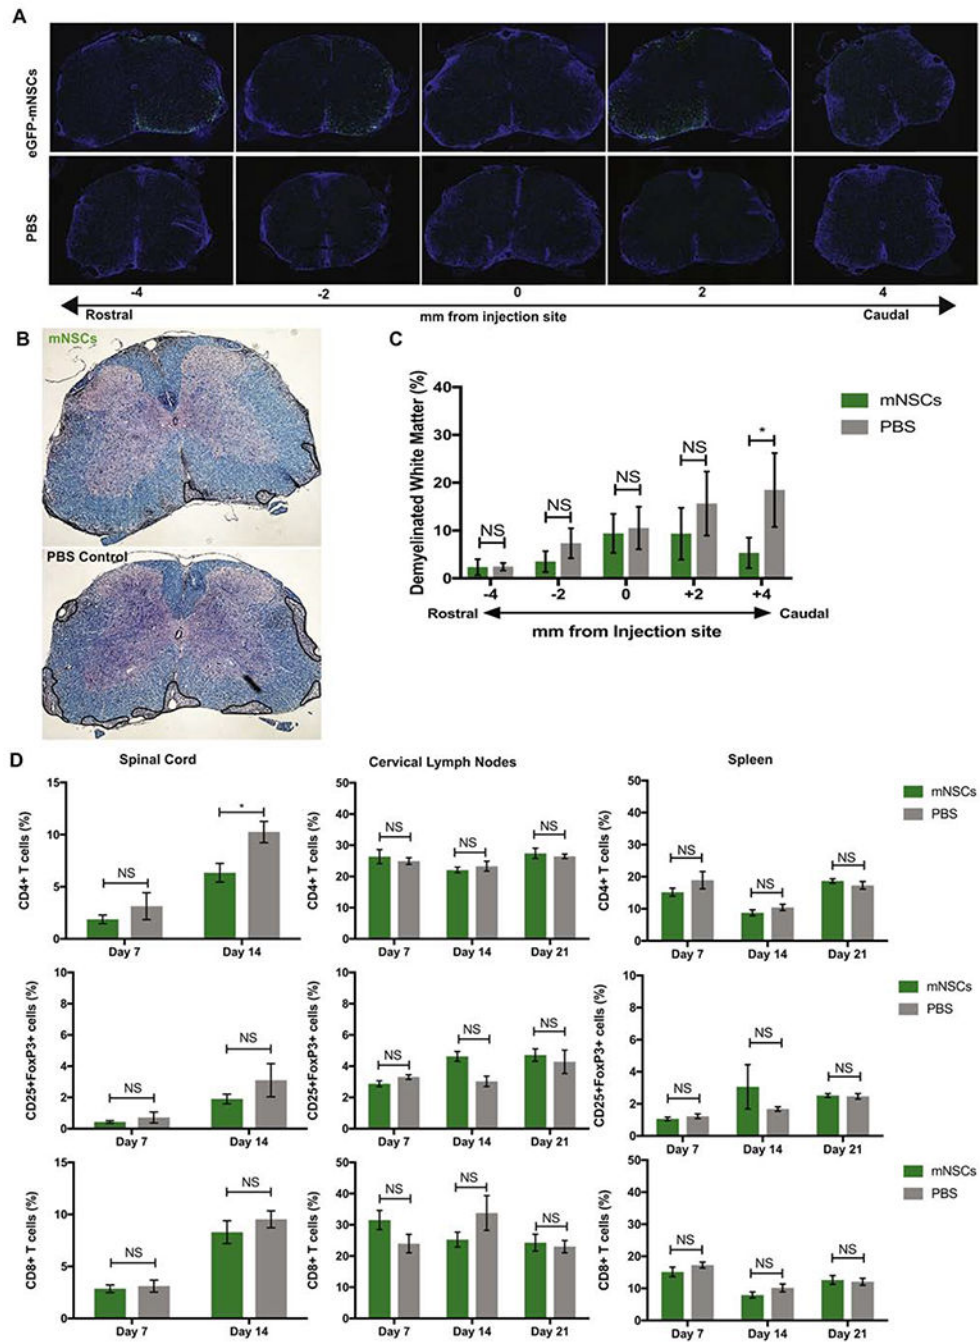 A
eGFP-mNSCs
PBS
-4 -2 0 2 4
Rostral mm from injection site Caudal
B
mNSCs
PBS Control
C
Demyelinated White Matter (%)
40
30
20
10
0
NS NS NS NS *
-4 -2 0 +2 +4
Rostral Caudal
mm from Injection site
mNSCs
PBS
D
Spinal Cord
Cervical Lymph Nodes
Spleen
CD4+ T cells (%)
15
10
5
0
NS *
Day 7 Day 14
CD4+ T cells (%)
50
40
30
20
10
0
NS NS NS
Day 7 Day 14 Day 21
CD4+ T cells (%)
50
40
30
20
10
0
NS NS NS
Day 7 Day 14 Day 21
mNSCs
PBS
CD25+FoxP3+ cells (%)
10
8
6
4
2
0
NS NS
Day 7 Day 14
CD25+FoxP3+ cells (%)
10
8
6
4
2
0
NS NS NS
Day 7 Day 14 Day 21
CD25+FoxP3+ cells (%)
10
8
6
4
2
0
NS NS NS
Day 7 Day 14 Day 21
mNSCs
PBS
CD8+ T cells (%)
15
10
5
0
NS NS
Day 7 Day 14
CD8+ T cells (%)
50
40
30
20
10
0
NS NS NS
Day 7 Day 14 Day 21
CD8+ T cells (%)
50
40
30
20
10
0
NS NS NS
Day 7 Day 14 Day 21
mNSCs
PBS